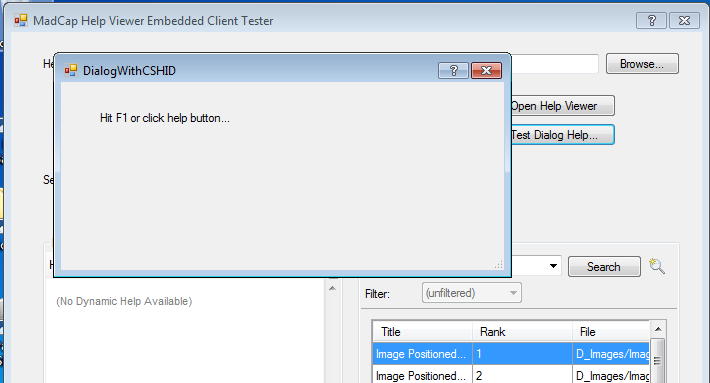 MadCap Help Viewer Embedded Client Tester
DialogWithCSHID
Browse...
Hit F1 or click help button...
Open Help Viewer
Test Dialog Help...
Search
(No Dynamic Help Available)
Filter: (unfiltered)
Title Rank File
Image Positioned... 1 D_Images/Imag
Image Positioned... 2 D_Images/Imag